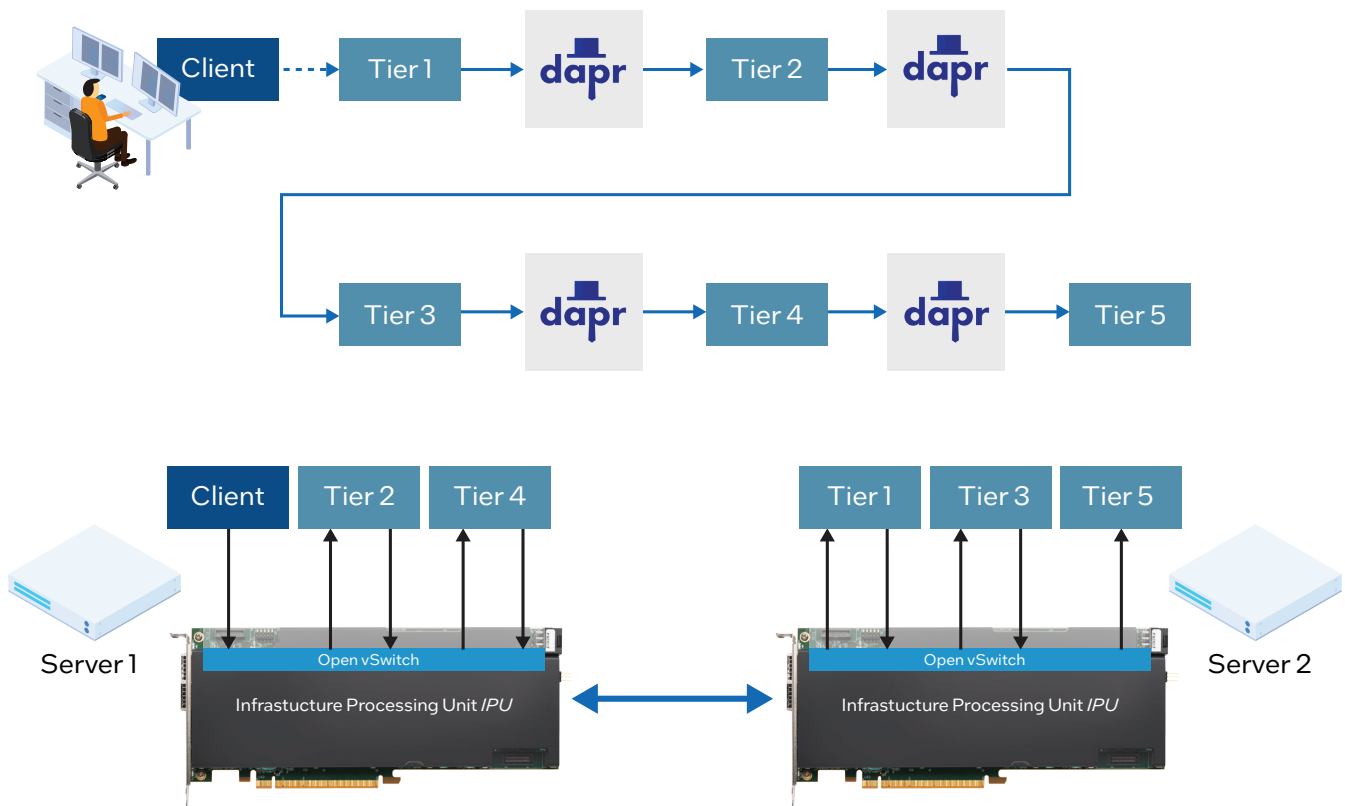 Client
Tier 1
dapr
Tier 2
dapr
Tier 3
dapr
Tier 4
dapr
Tier 5
Client
Tier 2
Tier 4
Tier 1
Tier 3
Tier 5
Server 1
Open vSwitch
Infrastucture Processing Unit IPU
Open vSwitch
Infrastucture Processing Unit IPU
Server 2